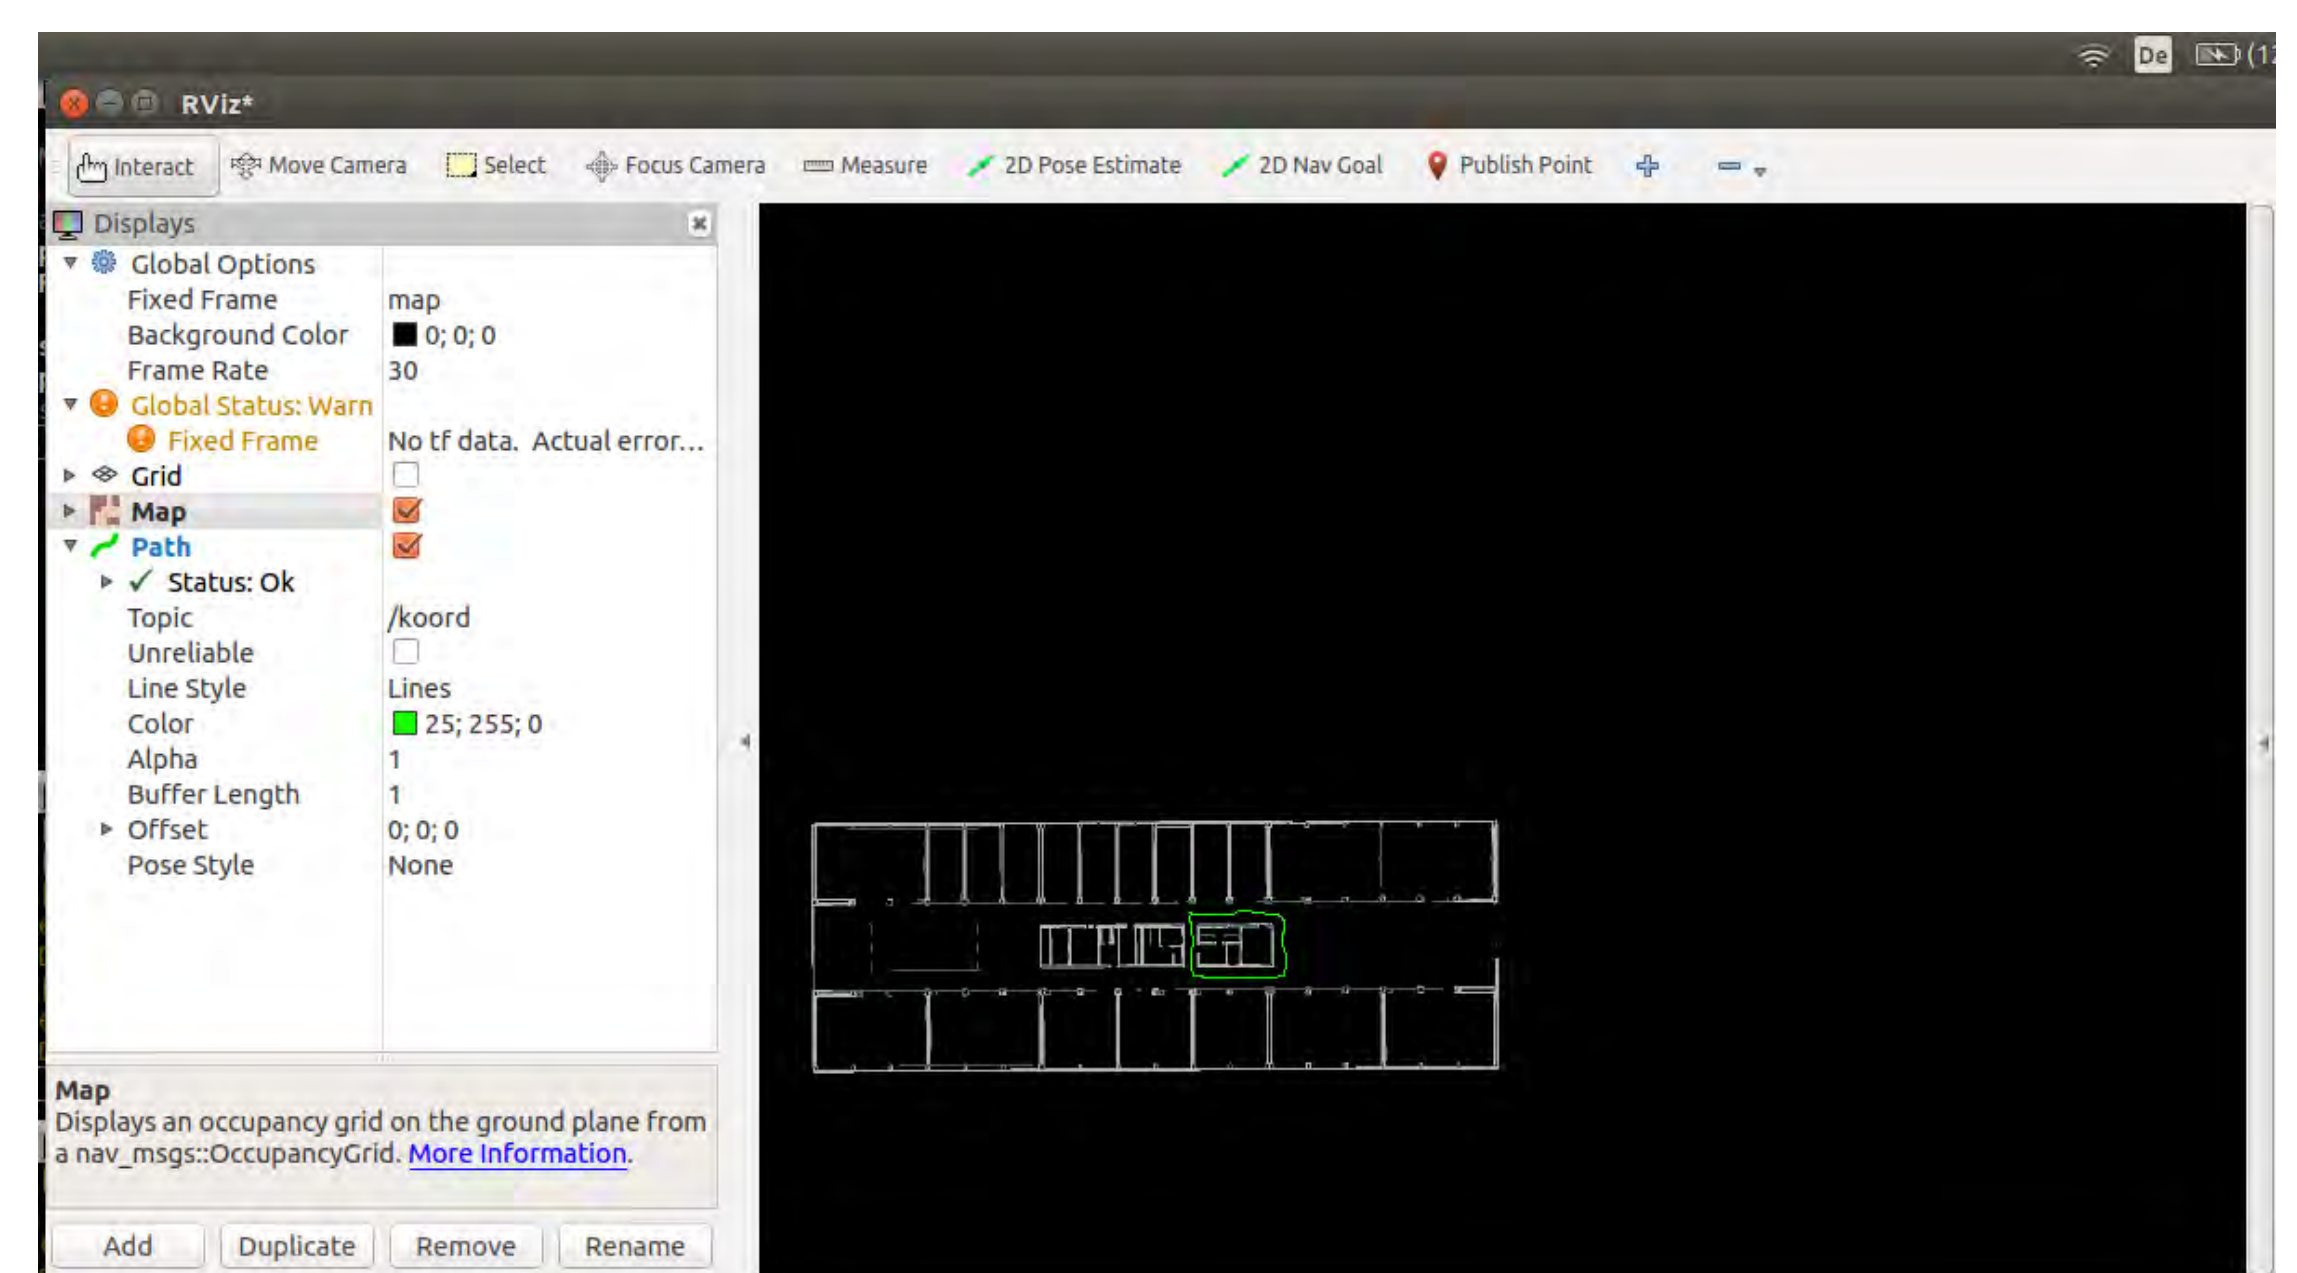 De (12
RViz*
Interact Move Camera Select Focus Camera Measure 2D Pose Estimate 2D Nav Goal Publish Point
Displays
Global Options
Fixed Frame map
Background Color 0; 0; 0
Frame Rate 30
Global Status: Warn
Fixed Frame No tf data. Actual error...
Grid
Map
Path
Status: Ok
Topic /koord
Unreliable
Line Style Lines
Color 25; 255; 0
Alpha 1
Buffer Length 1
Offset 0; 0; 0
Pose Style None
Map
Displays an occupancy grid on the ground plane from
a nav_msgs::OccupancyGrid. More Information.
Add Duplicate Remove Rename